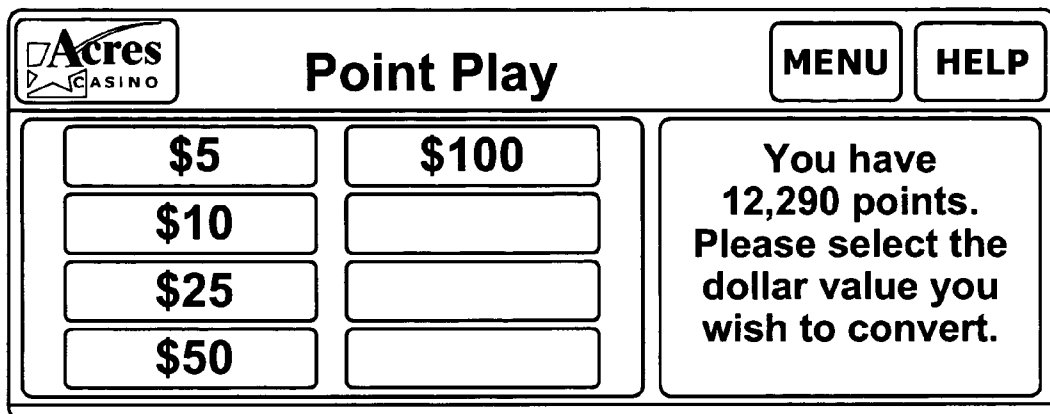 Acres
CASINO
Point Play
MENU
HELP
$5
$100
$10
$25
$50
You have
12,290 points.
Please select the
dollar value you
wish to convert.